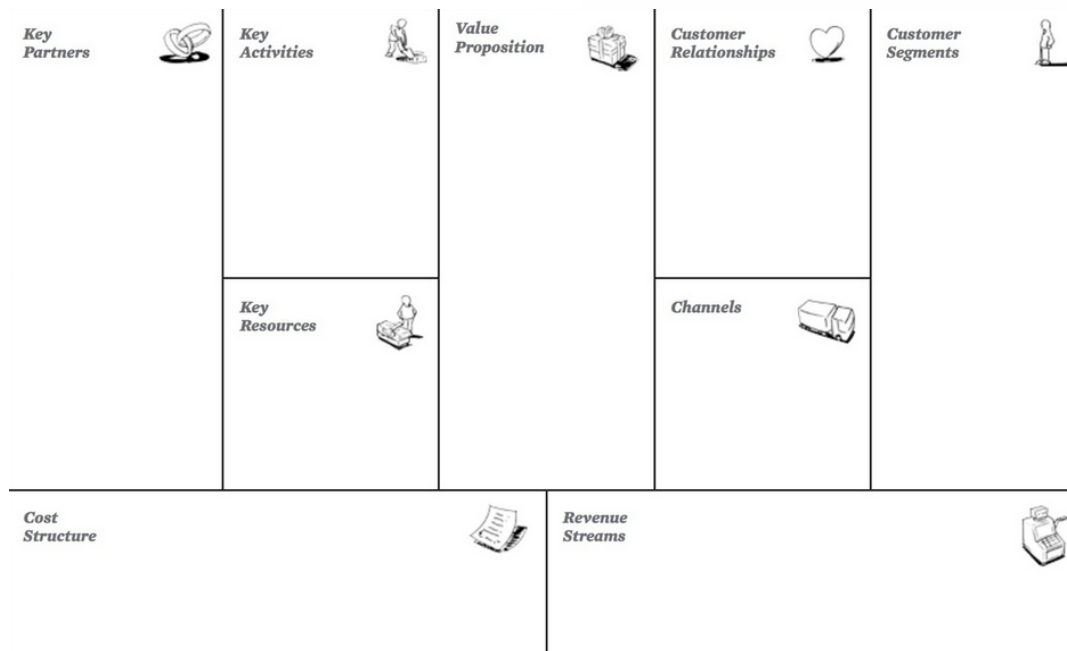 Key
Partners
Key
Activities
Value
Proposition
Customer
Relationships
Customer
Segments
Key
Resources
Channels
Cost
Structure
Revenue
Streams